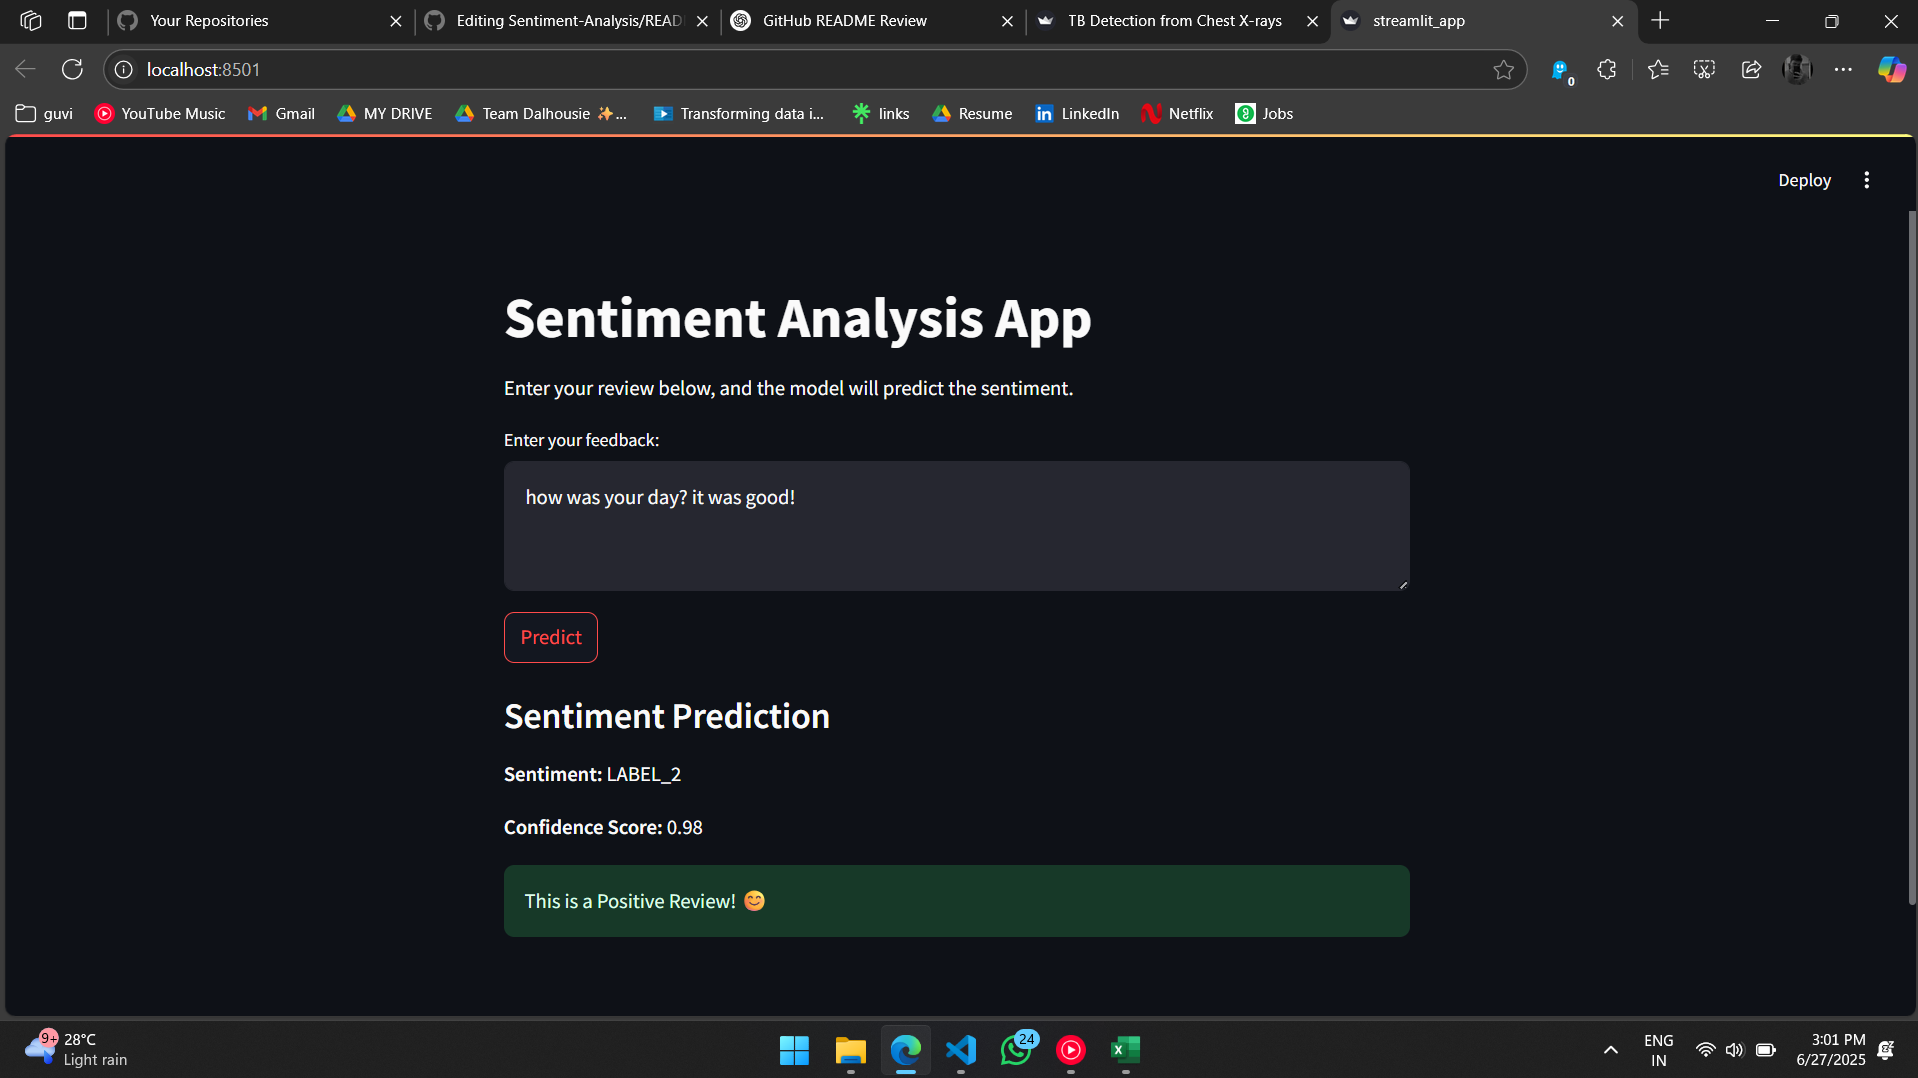 Your Repositories
Editing Sentiment-Analysis/READ
GitHub README Review
TB Detection from Chest X-rays
streamlit_app
localhost:8501
0
guvi
YouTube Music
Gmail
MY DRIVE
Team Dalhousie ✨...
Transforming data i...
links
Resume
LinkedIn
Netflix
Jobs
Deploy
Sentiment Analysis App
Enter your review below, and the model will predict the sentiment.
Enter your feedback:
how was your day? it was good!
Predict
Sentiment Prediction
Sentiment: LABEL_2
Confidence Score: 0.98
This is a Positive Review! 😊
9+
28°C
Light rain
24
ENG
IN
3:01 PM
6/27/2025